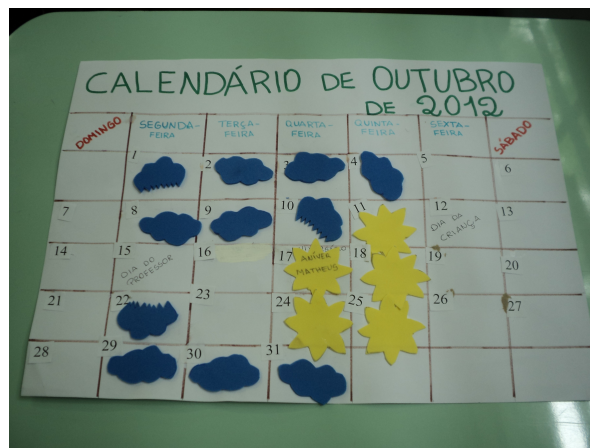 CALENDÁRIO DE OUTUBRO
DE 2012
DOMINGO SEGUNDA- TERÇA- QUARTA- QUINTA- SEXTA- SÁBADO
FEIRA FEIRA FEIRA FEIRA FEIRA
1 2 3 4 5 6
7 8 9 10 11 12 13
DIA DA
CRIANÇA
14 15 16 17 18 19 20
DIA DO
PROFESSOR
ANIVER
MATHEUS
21 22 23 24 25 26 27
28 29 30 31